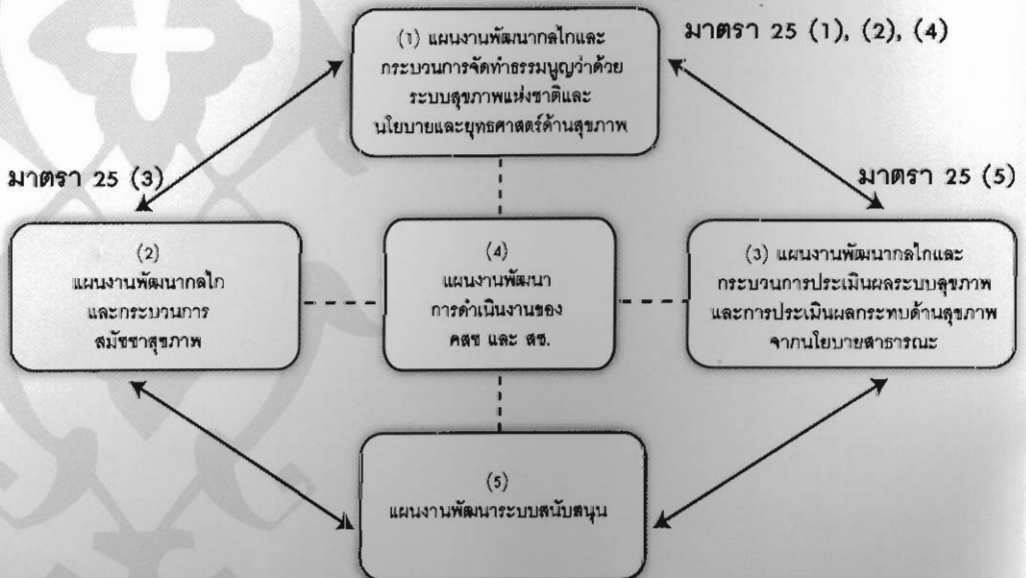 (1) แผนงานพัฒนากลไกและ
กระบวนการจัดทำธรรมนูญว่าด้วย
ระบบสุขภาพแห่งชาติและ
นโยบายและยุทธศาสตร์ด้านสุขภาพ
มาตรา 25 (1), (2), (4)
มาตรา 25 (3)
มาตรา 25 (5)
(2)
แผนงานพัฒนากลไก
และกระบวนการ
สมัชชาสุขภาพ
(4)
แผนงานพัฒนา
การดำเนินงานของ
คสช และ สช.
(3) แผนงานพัฒนากลไกและ
กระบวนการประเมินผลระบบสุขภาพ
และการประเมินผลกระทบด้านสุขภาพ
จากนโยบายสาธารณะ
(5)
แผนงานพัฒนาระบบสนับสนุน